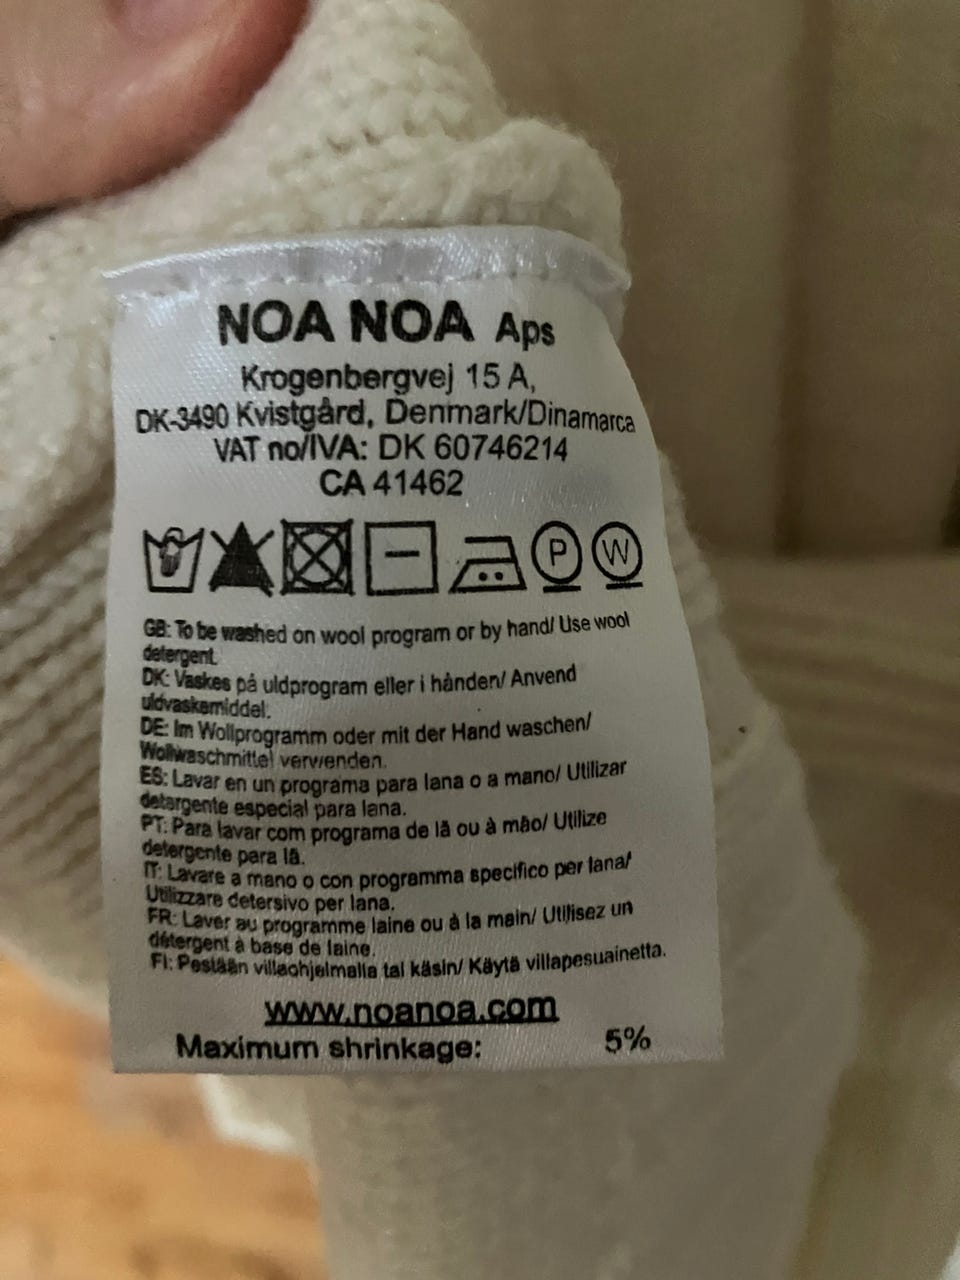 NOA NOA Aps
Krogenbergvej 15 A,
DK-3490 Kvistgård, Denmark/Dinamarca
VAT no/IVA: DK 60746214
CA 41462
P W
GB: To be washed on wool program or by hand/ Use wool
detergent.
DK: Vaskes på uldprogram eller i hånden/ Anvend
uldvaskemiddel.
DE: Im Wollprogramm oder mit der Hand waschen/
Wollwaschmittel verwenden.
ES: Lavar en un programa para lana o a mano/ Utilizar
detergente especial para lana.
PT: Para lavar com programa de lã ou à mão/ Utilize
detergente para lã.
IT: Lavare a mano o con programma specifico per lana/
Utilizzare detersivo per lana.
FR: Laver au programme laine ou à la main/ Utilisez un
détergent à base de laine.
FI: Pestään villaohjelmalla tai käsin/ Käytä villapesuainetta.
www.noanoa.com
Maximum shrinkage: 5%